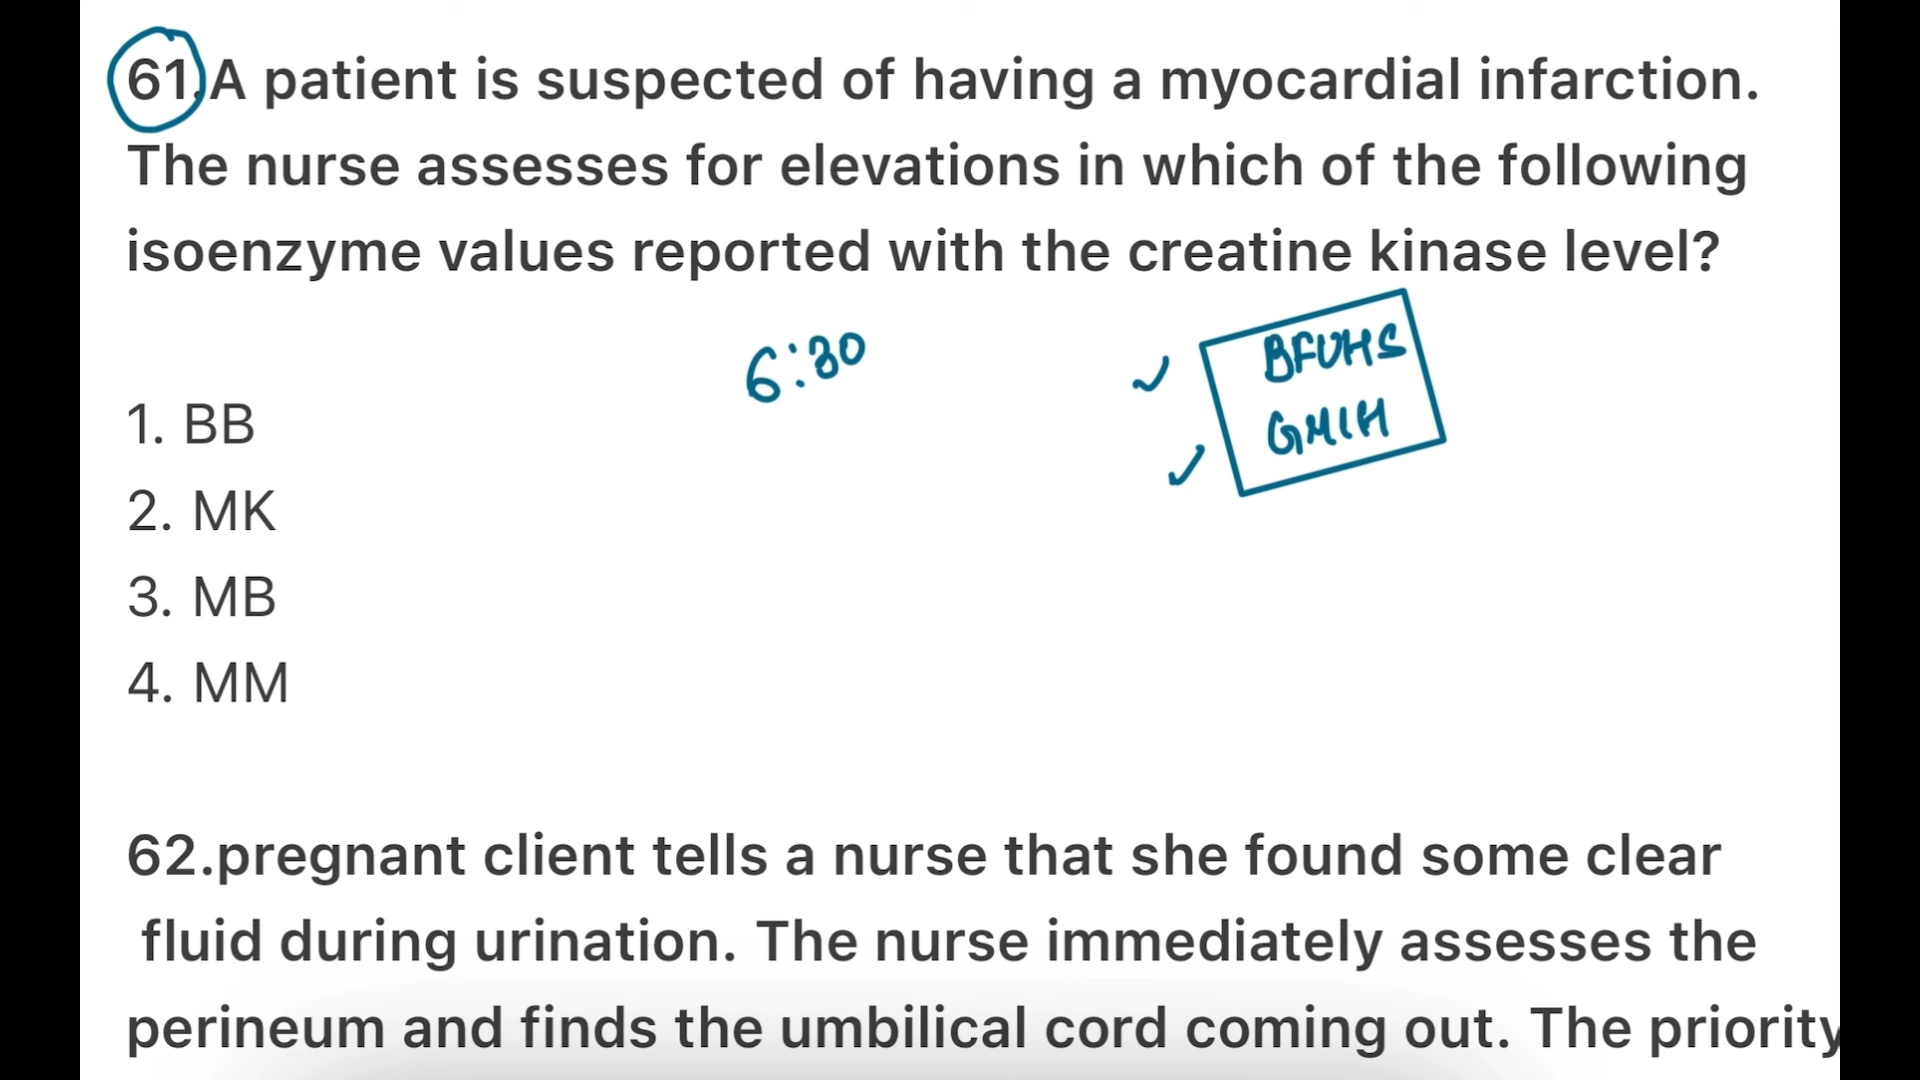 61.A patient is suspected of having a myocardial infarction.
The nurse assesses for elevations in which of the following
isoenzyme values reported with the creatine kinase level?
6:30
BFUHS
GMCH
1. BB
2. MK
3. MB
4. MM
62.pregnant client tells a nurse that she found some clear
fluid during urination. The nurse immediately assesses the
perineum and finds the umbilical cord coming out. The priority